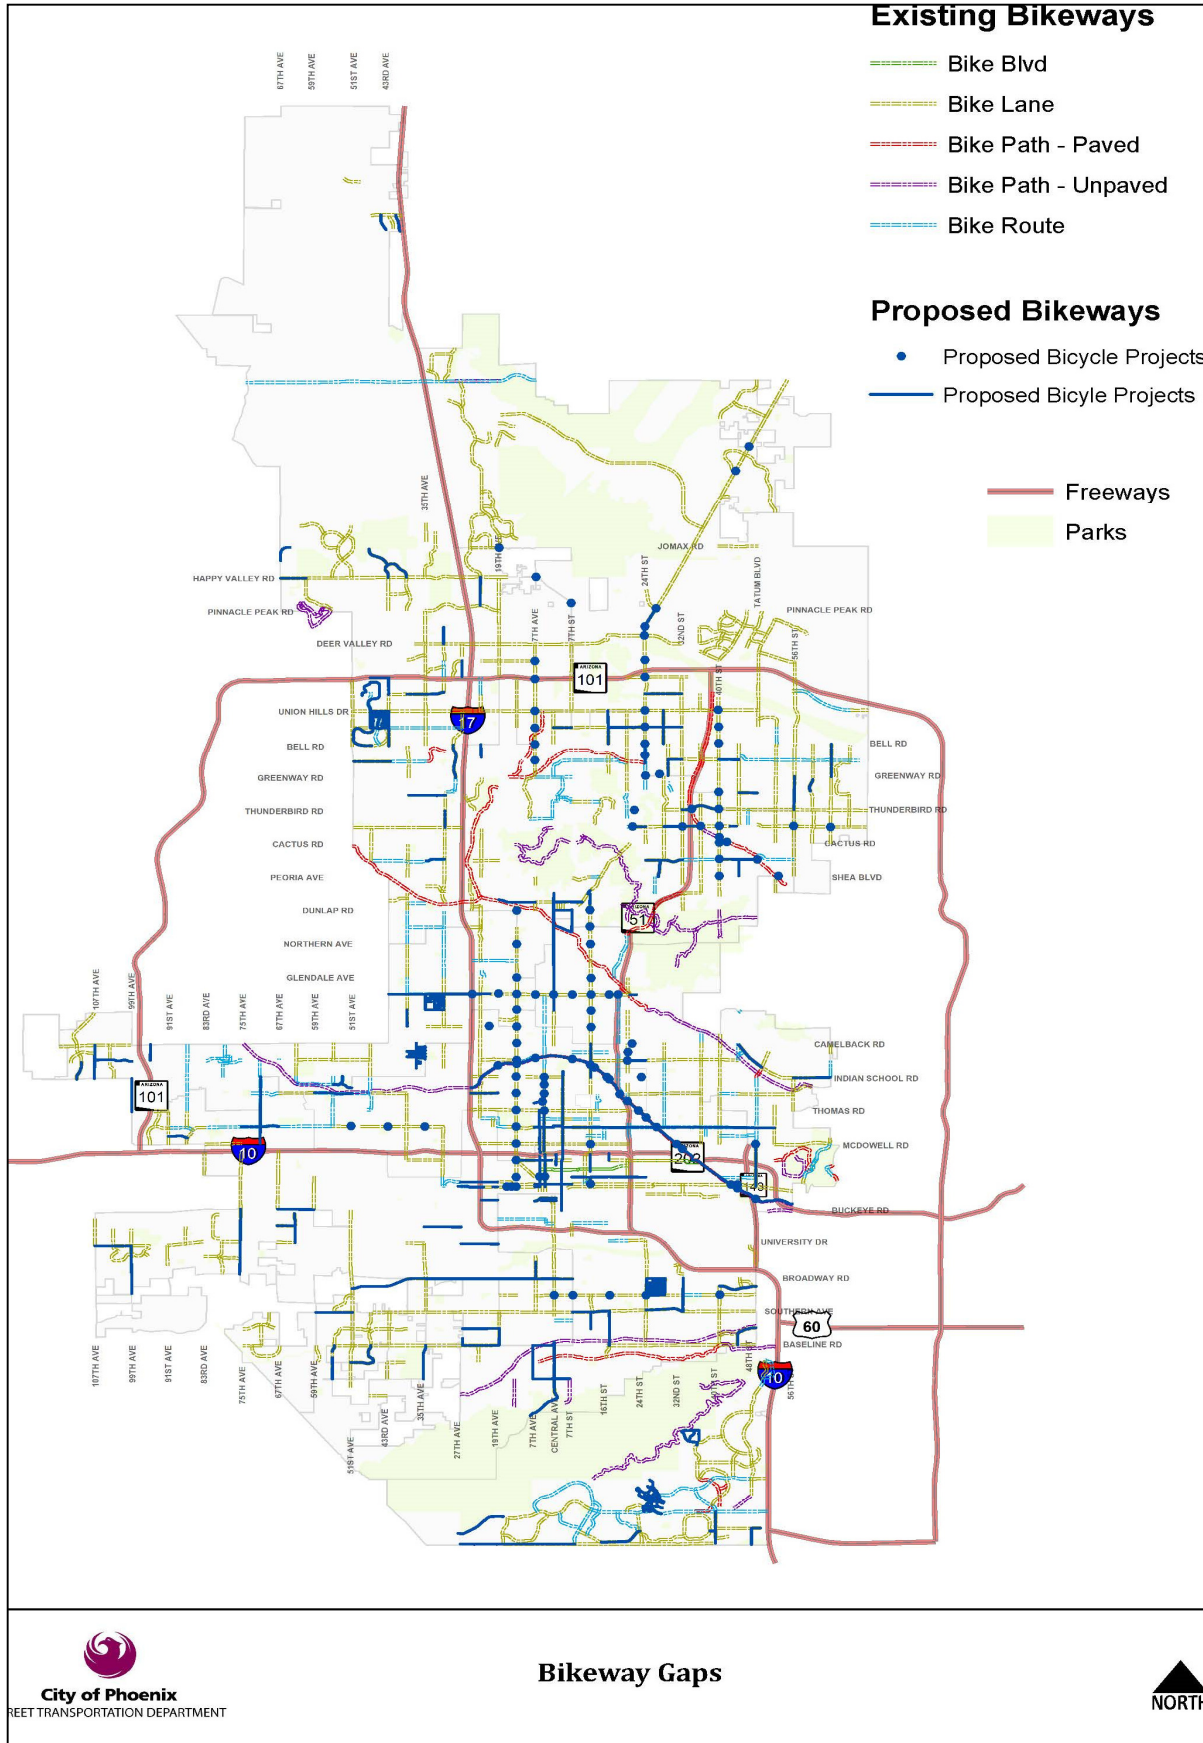 Existing Bikeways
Bike Blvd
Bike Lane
Bike Path - Paved
Bike Path - Unpaved
Bike Route
Proposed Bikeways
Proposed Bicycle Projects
Proposed Bicyle Projects
Freeways
Parks
67TH AVE
59TH AVE
51ST AVE
43RD AVE
35TH AVE
19TH AVE
JOMAX RD
24TH ST
TATUM BLVD
HAPPY VALLEY RD
PINNACLE PEAK RD
7TH AVE
7TH ST
32ND ST
PINNACLE PEAK RD
56TH ST
DEER VALLEY RD
ARIZONA
101
40TH ST
UNION HILLS DR
17
BELL RD
BELL RD
GREENWAY RD
GREENWAY RD
THUNDERBIRD RD
THUNDERBIRD RD
CACTUS RD
CACTUS RD
PEORIA AVE
SHEA BLVD
DUNLAP RD
ARIZONA
51
NORTHERN AVE
GLENDALE AVE
107TH AVE
99TH AVE
91ST AVE
83RD AVE
75TH AVE
67TH AVE
59TH AVE
51ST AVE
CAMELBACK RD
INDIAN SCHOOL RD
ARIZONA
101
THOMAS RD
MCDOWELL RD
10
202
143
BUCKEYE RD
UNIVERSITY DR
BROADWAY RD
SOUTHERN AVE
60
BASELINE RD
107TH AVE
99TH AVE
91ST AVE
83RD AVE
75TH AVE
67TH AVE
59TH AVE
51ST AVE
43RD AVE
35TH AVE
27TH AVE
19TH AVE
7TH AVE
CENTRAL AVE
7TH ST
16TH ST
24TH ST
32ND ST
48TH ST
10
City of Phoenix
REET TRANSPORTATION DEPARTMENT
Bikeway Gaps
NORTH